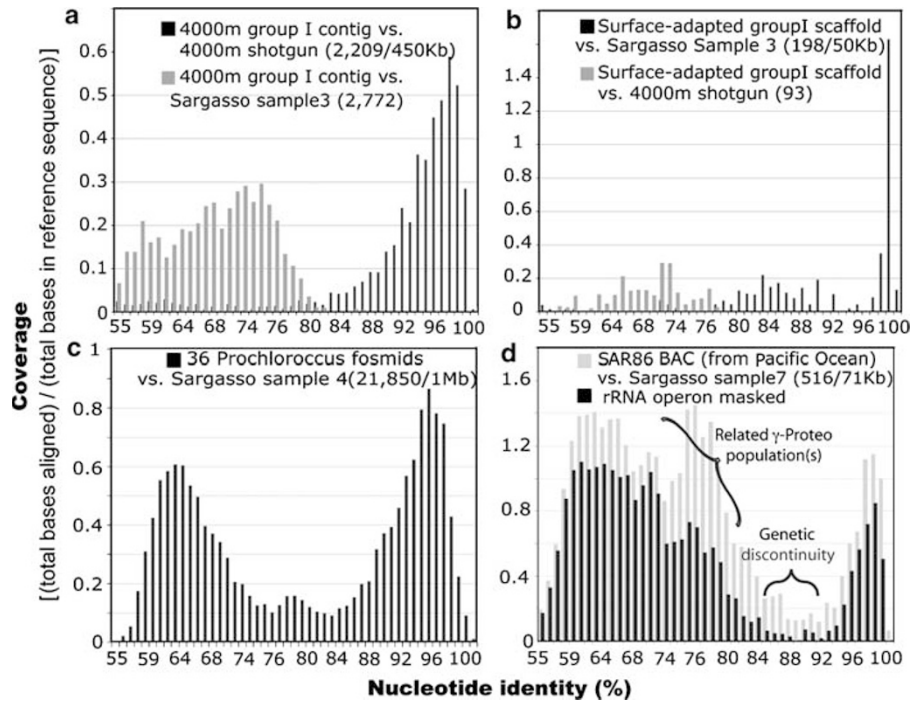 a
4000m group I contig vs.
4000m shotgun (2,209/450Kb)
4000m group I contig vs.
Sargasso sample3 (2,772)
0.6
0.5
0.4
0.3
0.2
0.1
0
55 59 64 68 74 80 84 88 92 96 100
b
Surface-adapted groupI scaffold
vs. Sargasso Sample 3 (198/50Kb)
Surface-adapted groupI scaffold
vs. 4000m shotgun (93)
1.6
1.4
1.2
1
0.8
0.6
0.4
0.2
0
55 59 64 68 74 80 84 88 92 96 100
c
36 Prochloroccus fosmids
vs. Sargasso sample 4(21,850/1Mb)
1
0.8
0.6
0.4
0.2
0
55 59 64 68 74 80 84 88 92 96 100
d
SAR86 BAC (from Pacific Ocean)
vs. Sargasso sample7 (516/71Kb)
rRNA operon masked
Related γ-Proteo
population(s)
Genetic
discontinuity
1.6
1.2
0.8
0.4
0
55 59 64 68 74 80 84 88 92 96 100
Coverage
[(total bases aligned) / (total bases in reference sequence)]
Nucleotide identity (%)